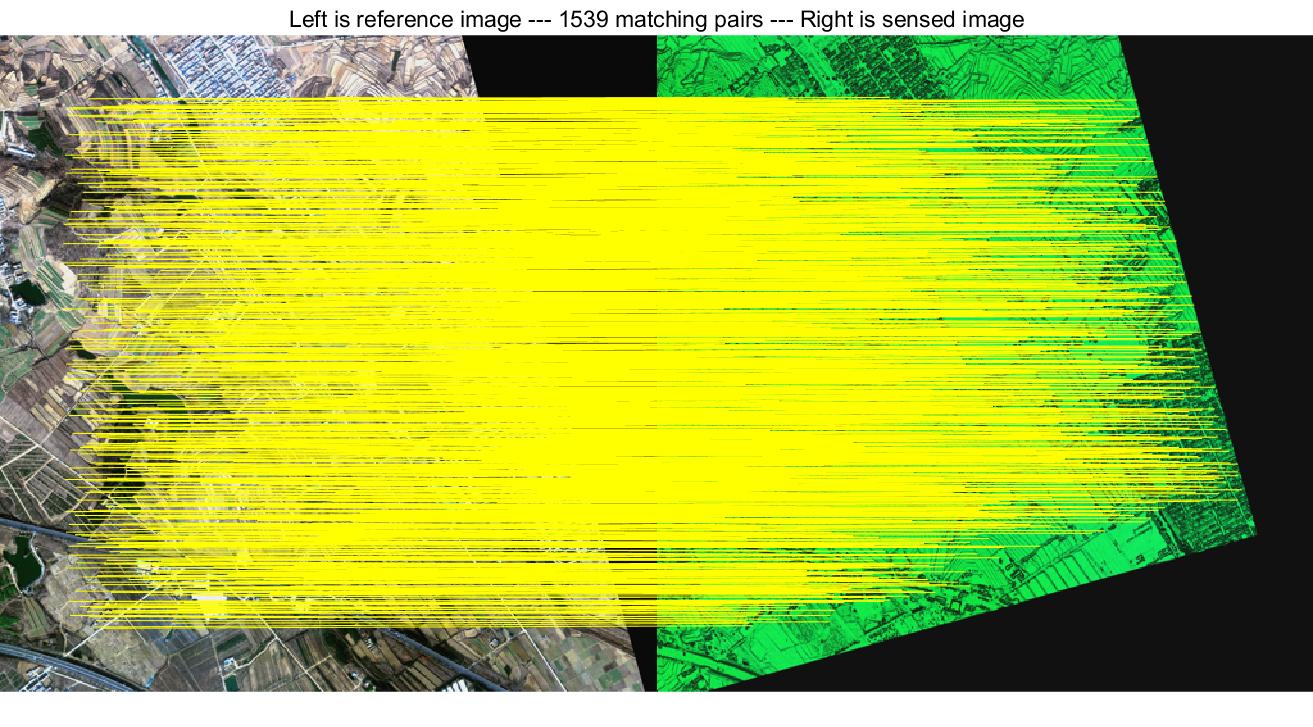 Left is reference image --- 1539 matching pairs --- Right is sensed image